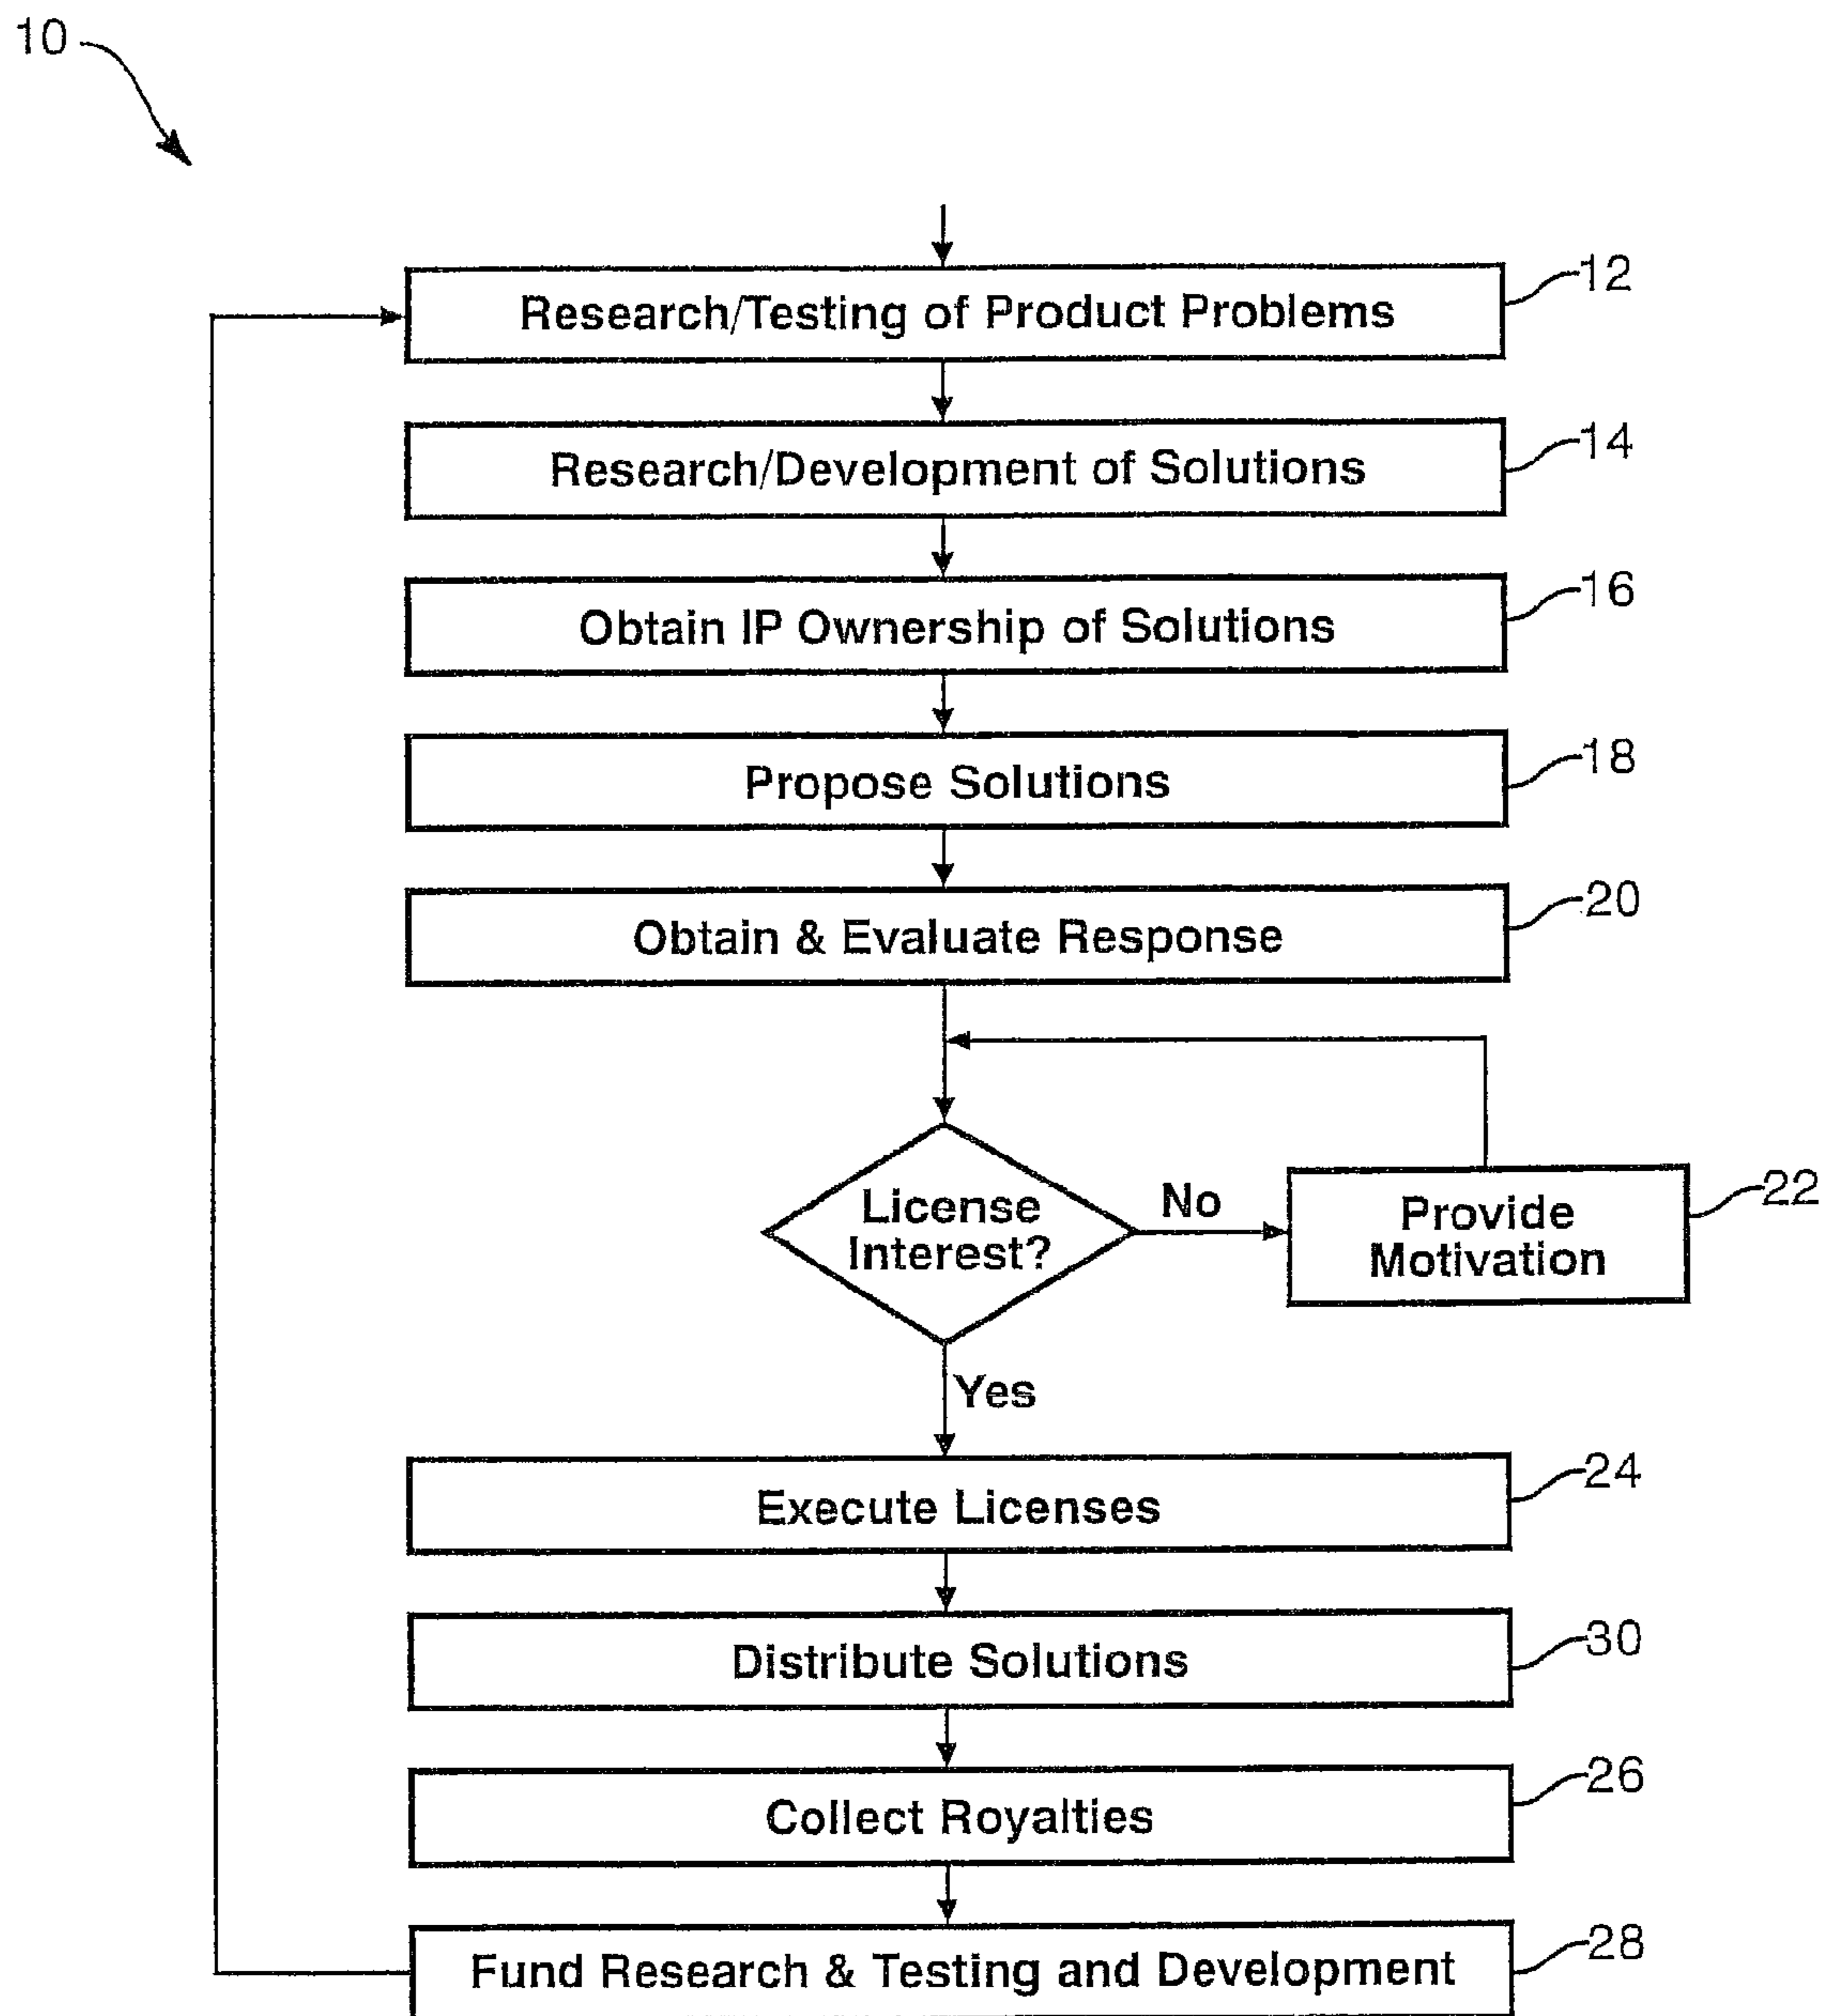 10
Research/Testing of Product Problems
12
Research/Development of Solutions
14
Obtain IP Ownership of Solutions
16
Propose Solutions
18
Obtain & Evaluate Response
20
License
Interest?
No
Provide
Motivation
22
Yes
Execute Licenses
24
Distribute Solutions
30
Collect Royalties
26
Fund Research & Testing and Development
28